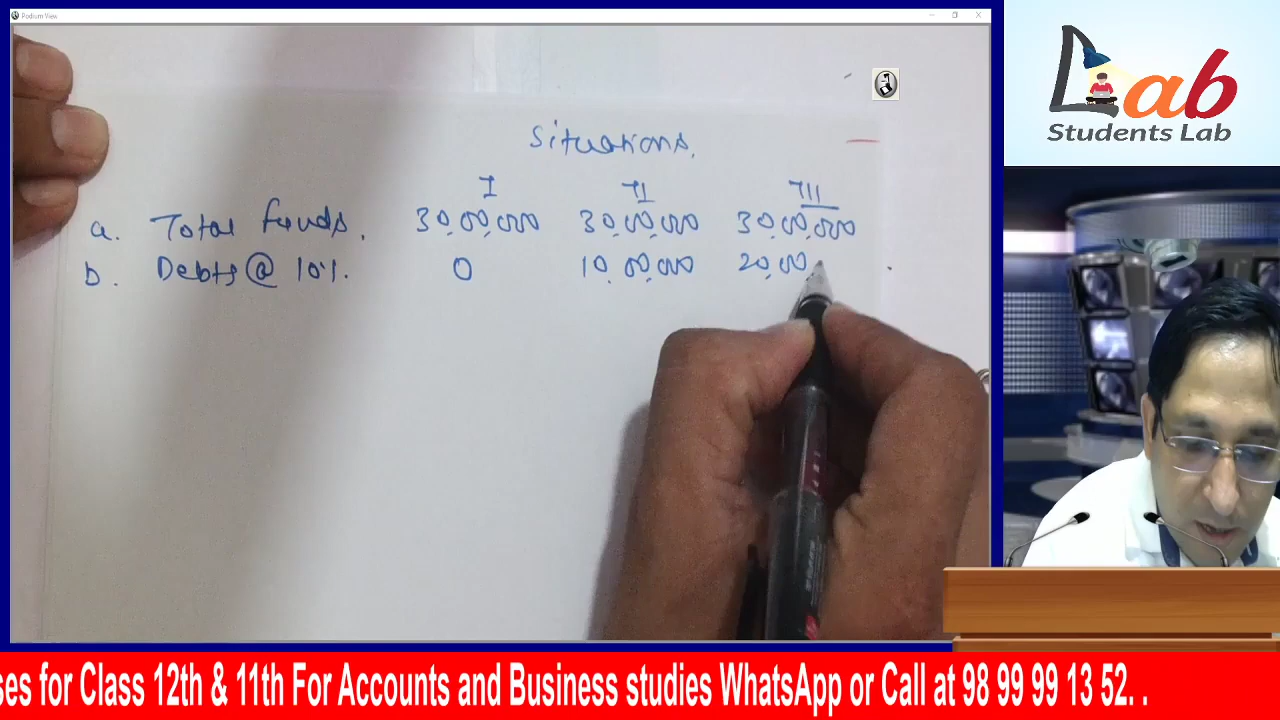 Podium View
Situations.
I II III
a. Total funds. 30,00,000 30,00,000 30,00,000
b. Debts @ 10%. 0 10,00,000 20,00,
Lab
Students Lab
ses for Class 12th & 11th For Accounts and Business studies WhatsApp or Call at 98 99 99 13 52. .